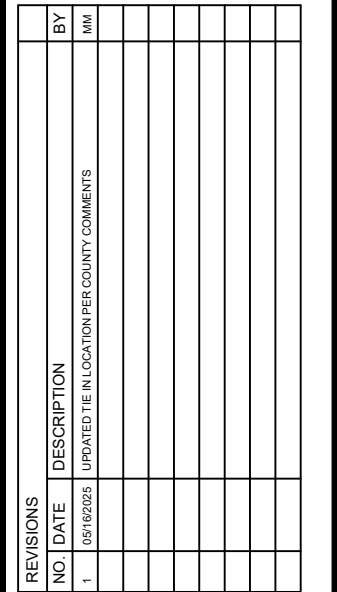 REVISIONS
NO. DATE DESCRIPTION BY
1 05/16/2025 UPDATED TIE IN LOCATION PER COUNTY COMMENTS MM